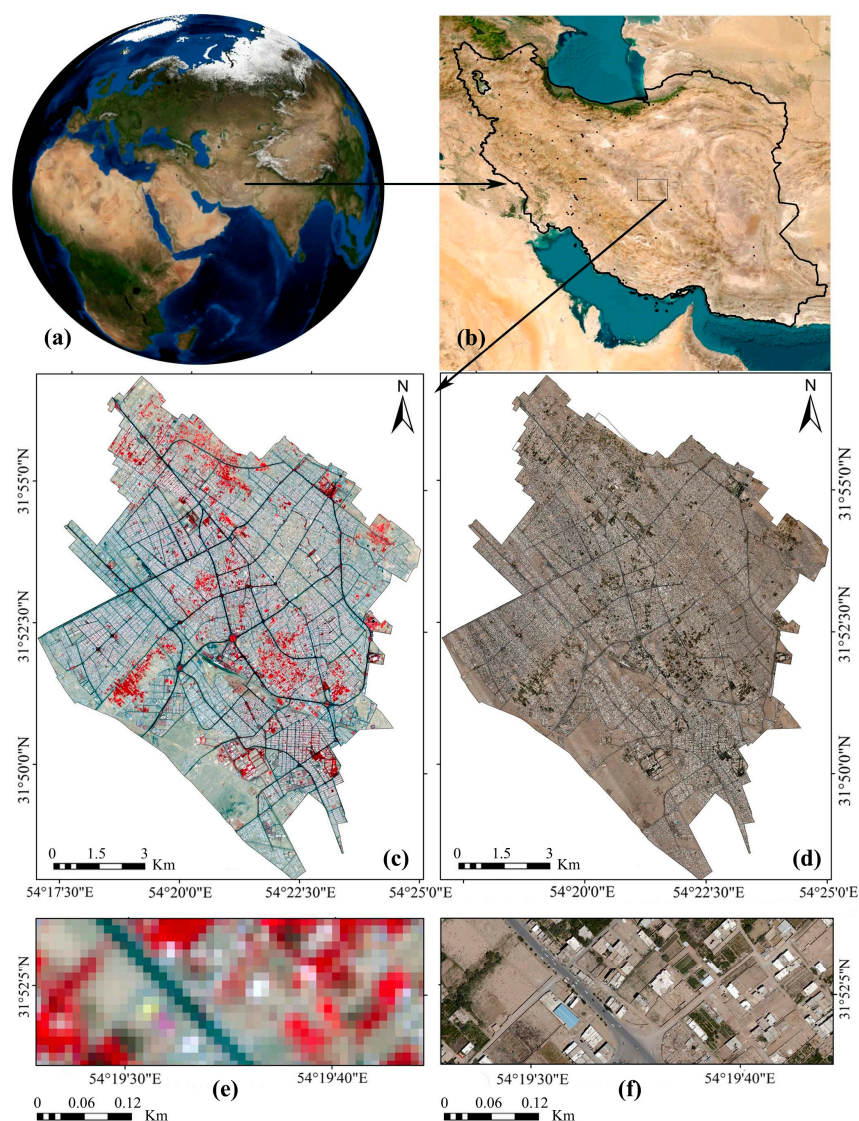 (a)
(b)
N
N
31°55'0"N
31°52'30"N
31°50'0"N
31°55'0"N
31°52'30"N
31°50'0"N
0 1.5 3
Km
(c)
0 1.5 3
Km
(d)
54°17'30"E 54°20'0"E 54°22'30"E 54°25'0"E
54°20'0"E 54°22'30"E 54°25'0"E
31°52'5"N
31°52'5"N
54°19'30"E 54°19'40"E
54°19'30"E 54°19'40"E
(e)
(f)
0 0.06 0.12
Km
0 0.06 0.12
Km